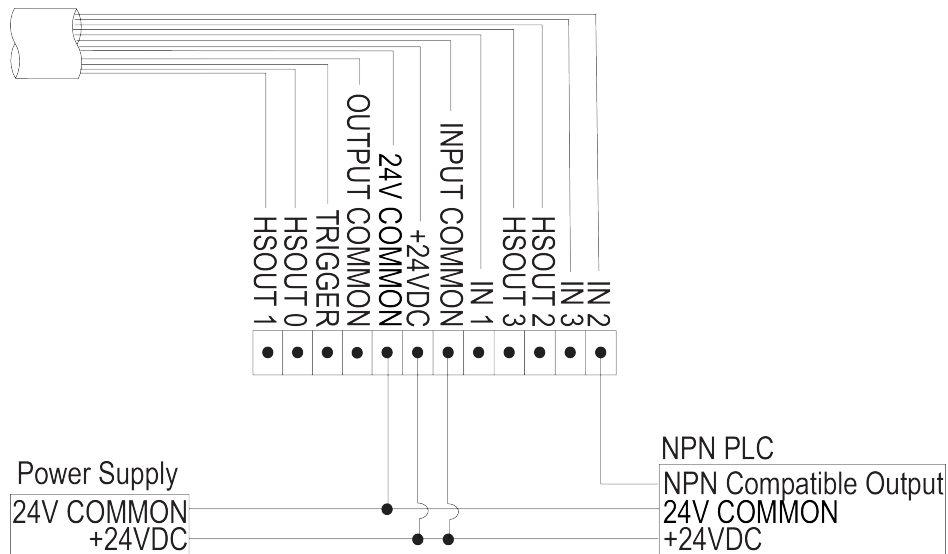 HSOUT 1
HSOUT 0
TRIGGER
OUTPUT COMMON
24V COMMON
+24VDC
INPUT COMMON
IN 1
HSOUT 3
HSOUT 2
IN 3
IN 2
Power Supply
24V COMMON
+24VDC
NPN PLC
NPN Compatible Output
24V COMMON
+24VDC